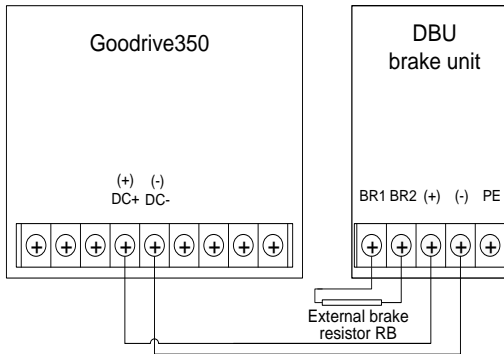 Goodrive350
(+) (-)
DC+ DC-
+ + + + + + + + +
DBU
brake unit
BR1 BR2 (+) (-) PE
+ + + + +
External brake
resistor RB